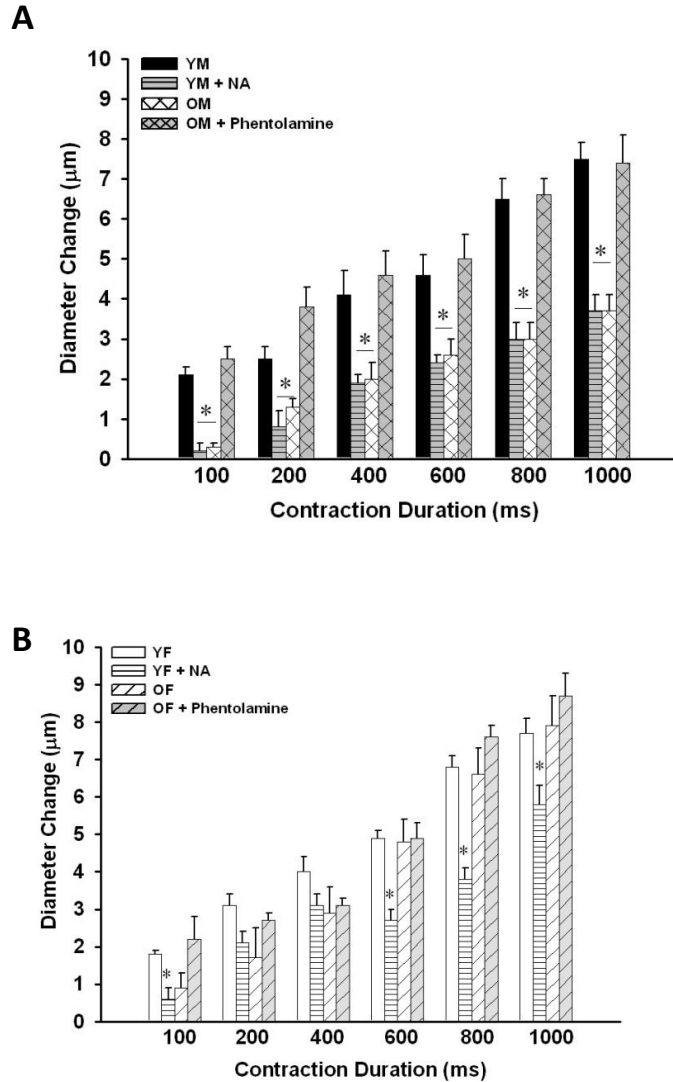 A
YM
YM + NA
OM
OM + Phentolamine
10
9
8
7
6
5
4
3
2
1
0
Diameter Change (μm)
*
*
*
*
*
*
100 200 400 600 800 1000
Contraction Duration (ms)
B
YF
YF + NA
OF
OF + Phentolamine
10
9
8
7
6
5
4
3
2
1
0
Diameter Change (μm)
*
*
*
*
100 200 400 600 800 1000
Contraction Duration (ms)